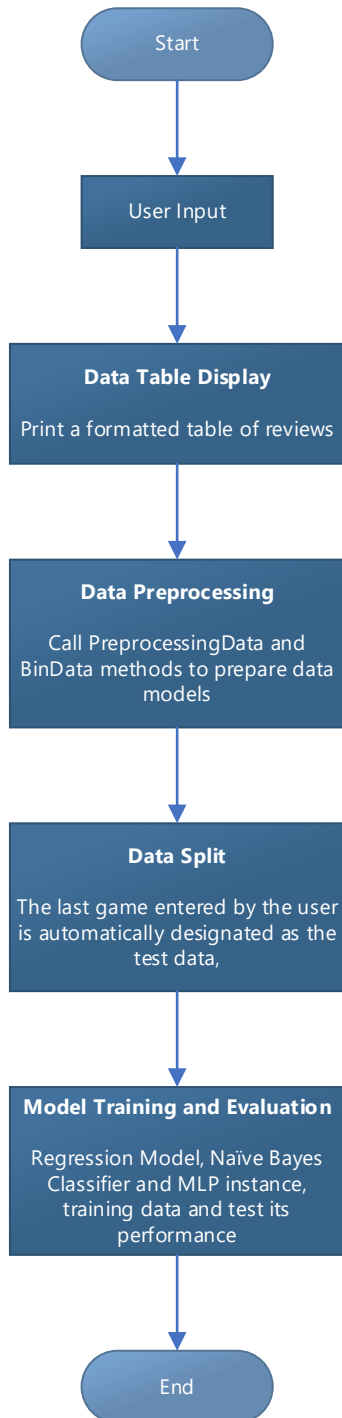 Start
User Input
Data Table Display
Print a formatted table of reviews
Data Preprocessing
Call PreprocessingData and
BinData methods to prepare data
models
Data Split
The last game entered by the user
is automatically designated as the
test data,
Model Training and Evaluation
Regression Model, Naïve Bayes
Classifier and MLP instance,
training data and test its
performance
End